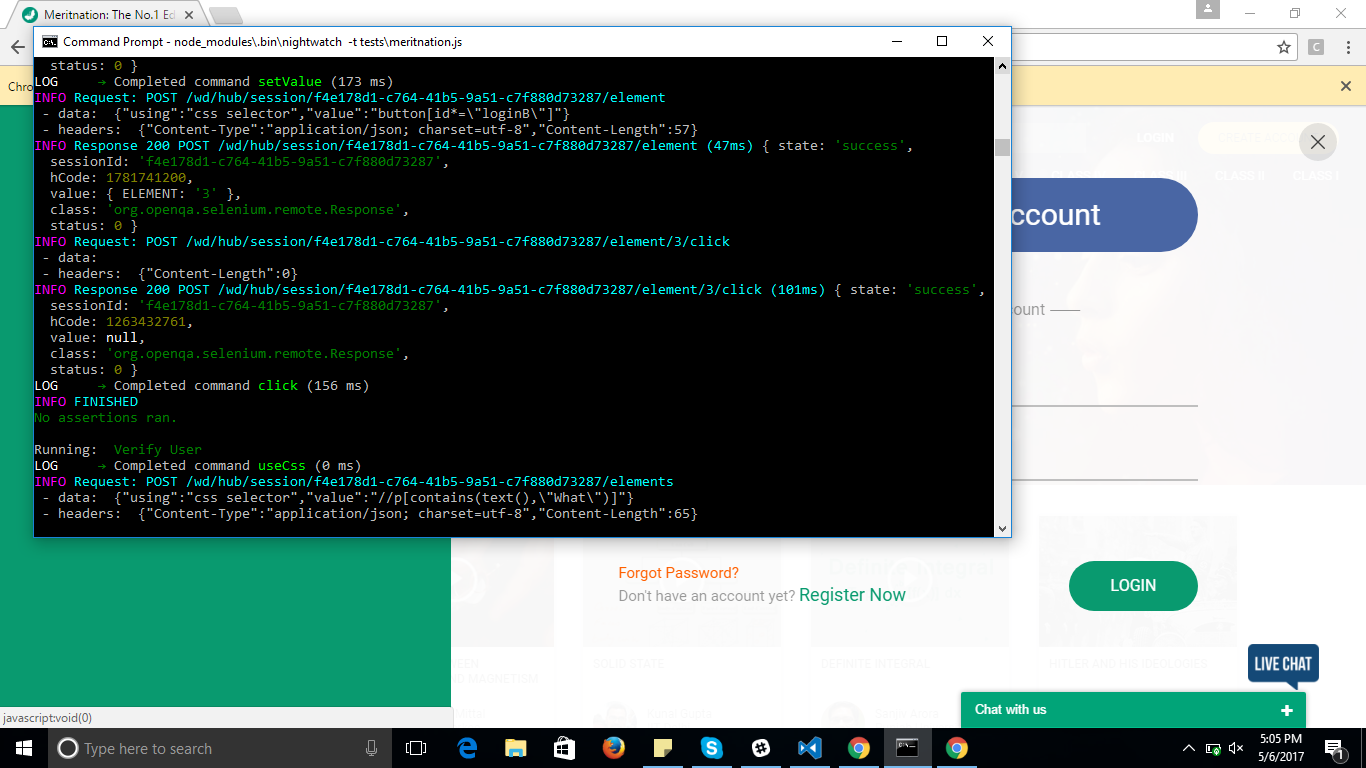 Meritnation: The No.1 Ed
Command Prompt - node_modules\.bin\nightwatch  -t tests\meritnation.js
Chro
status: 0 }
LOG     → Completed command setValue (173 ms)
INFO Request: POST /wd/hub/session/f4e178d1-c764-41b5-9a51-c7f880d73287/element
- data:  {"using":"css selector","value":"button[id*=\"loginB\"]"}
- headers:  {"Content-Type":"application/json; charset=utf-8","Content-Length":57}
INFO Response 200 POST /wd/hub/session/f4e178d1-c764-41b5-9a51-c7f880d73287/element (47ms) { state: 'success',
sessionId: 'f4e178d1-c764-41b5-9a51-c7f880d73287',
hCode: 1781741200,
value: { ELEMENT: '3' },
class: 'org.openqa.selenium.remote.Response',
status: 0 }
INFO Request: POST /wd/hub/session/f4e178d1-c764-41b5-9a51-c7f880d73287/element/3/click
- data:
- headers:  {"Content-Length":0}
INFO Response 200 POST /wd/hub/session/f4e178d1-c764-41b5-9a51-c7f880d73287/element/3/click (101ms) { state: 'success',
sessionId: 'f4e178d1-c764-41b5-9a51-c7f880d73287',
hCode: 1263432761,
value: null,
class: 'org.openqa.selenium.remote.Response',
status: 0 }
LOG     → Completed command click (156 ms)
INFO FINISHED
No assertions ran.
Running:  Verify User
LOG     → Completed command useCss (0 ms)
INFO Request: POST /wd/hub/session/f4e178d1-c764-41b5-9a51-c7f880d73287/elements
- data:  {"using":"css selector","value":"//p[contains(text(),\"What\")]"}
- headers:  {"Content-Type":"application/json; charset=utf-8","Content-Length":65}
C
LOGIN
CLASS II
CLASS I
ccount
ount
Forgot Password?
Don't have an account yet? Register Now
LOGIN
SOLID STATE
DEFINITE INTEGRAL
HITLER AND HIS IDEOLOGIES
ND MAGNETISM
LIVE CHAT
Chat with us
javascript:void(0)
Type here to search
5:05 PM
5/6/2017
1